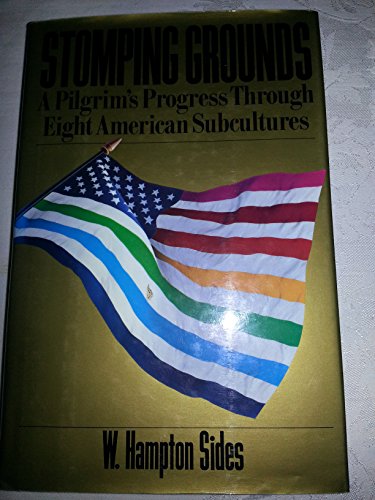 STOMPING GROUNDS
A Pilgrim's Progress Through
Eight American Subcultures
W. Hampton Sides